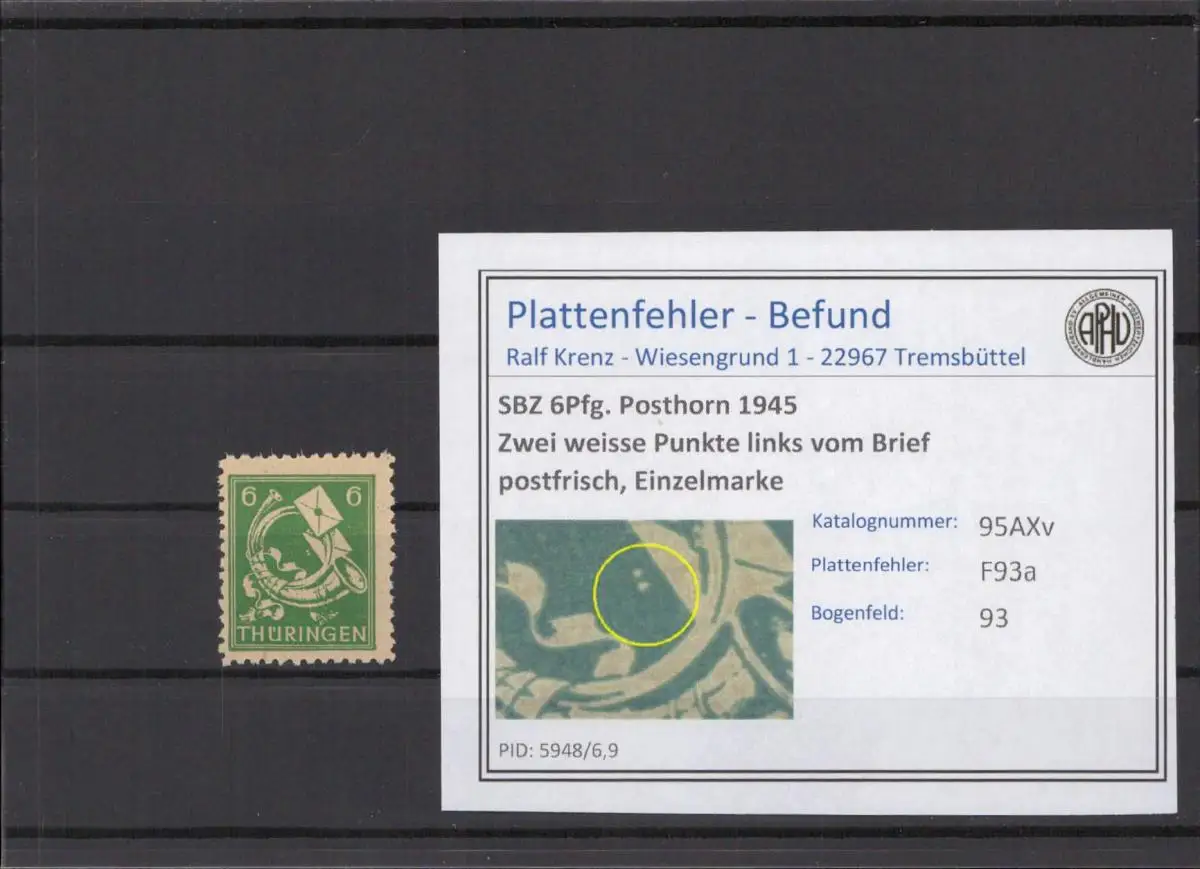 6 6
THÜRINGEN
Plattenfehler - Befund
Ralf Krenz - Wiesengrund 1 - 22967 Tremsbüttel
APHV
SBZ 6Pfg. Posthorn 1945
Zwei weisse Punkte links vom Brief
postfrisch, Einzelmarke
Katalognummer: 95AXv
Plattenfehler: F93a
Bogenfeld: 93
PID: 5948/6,9